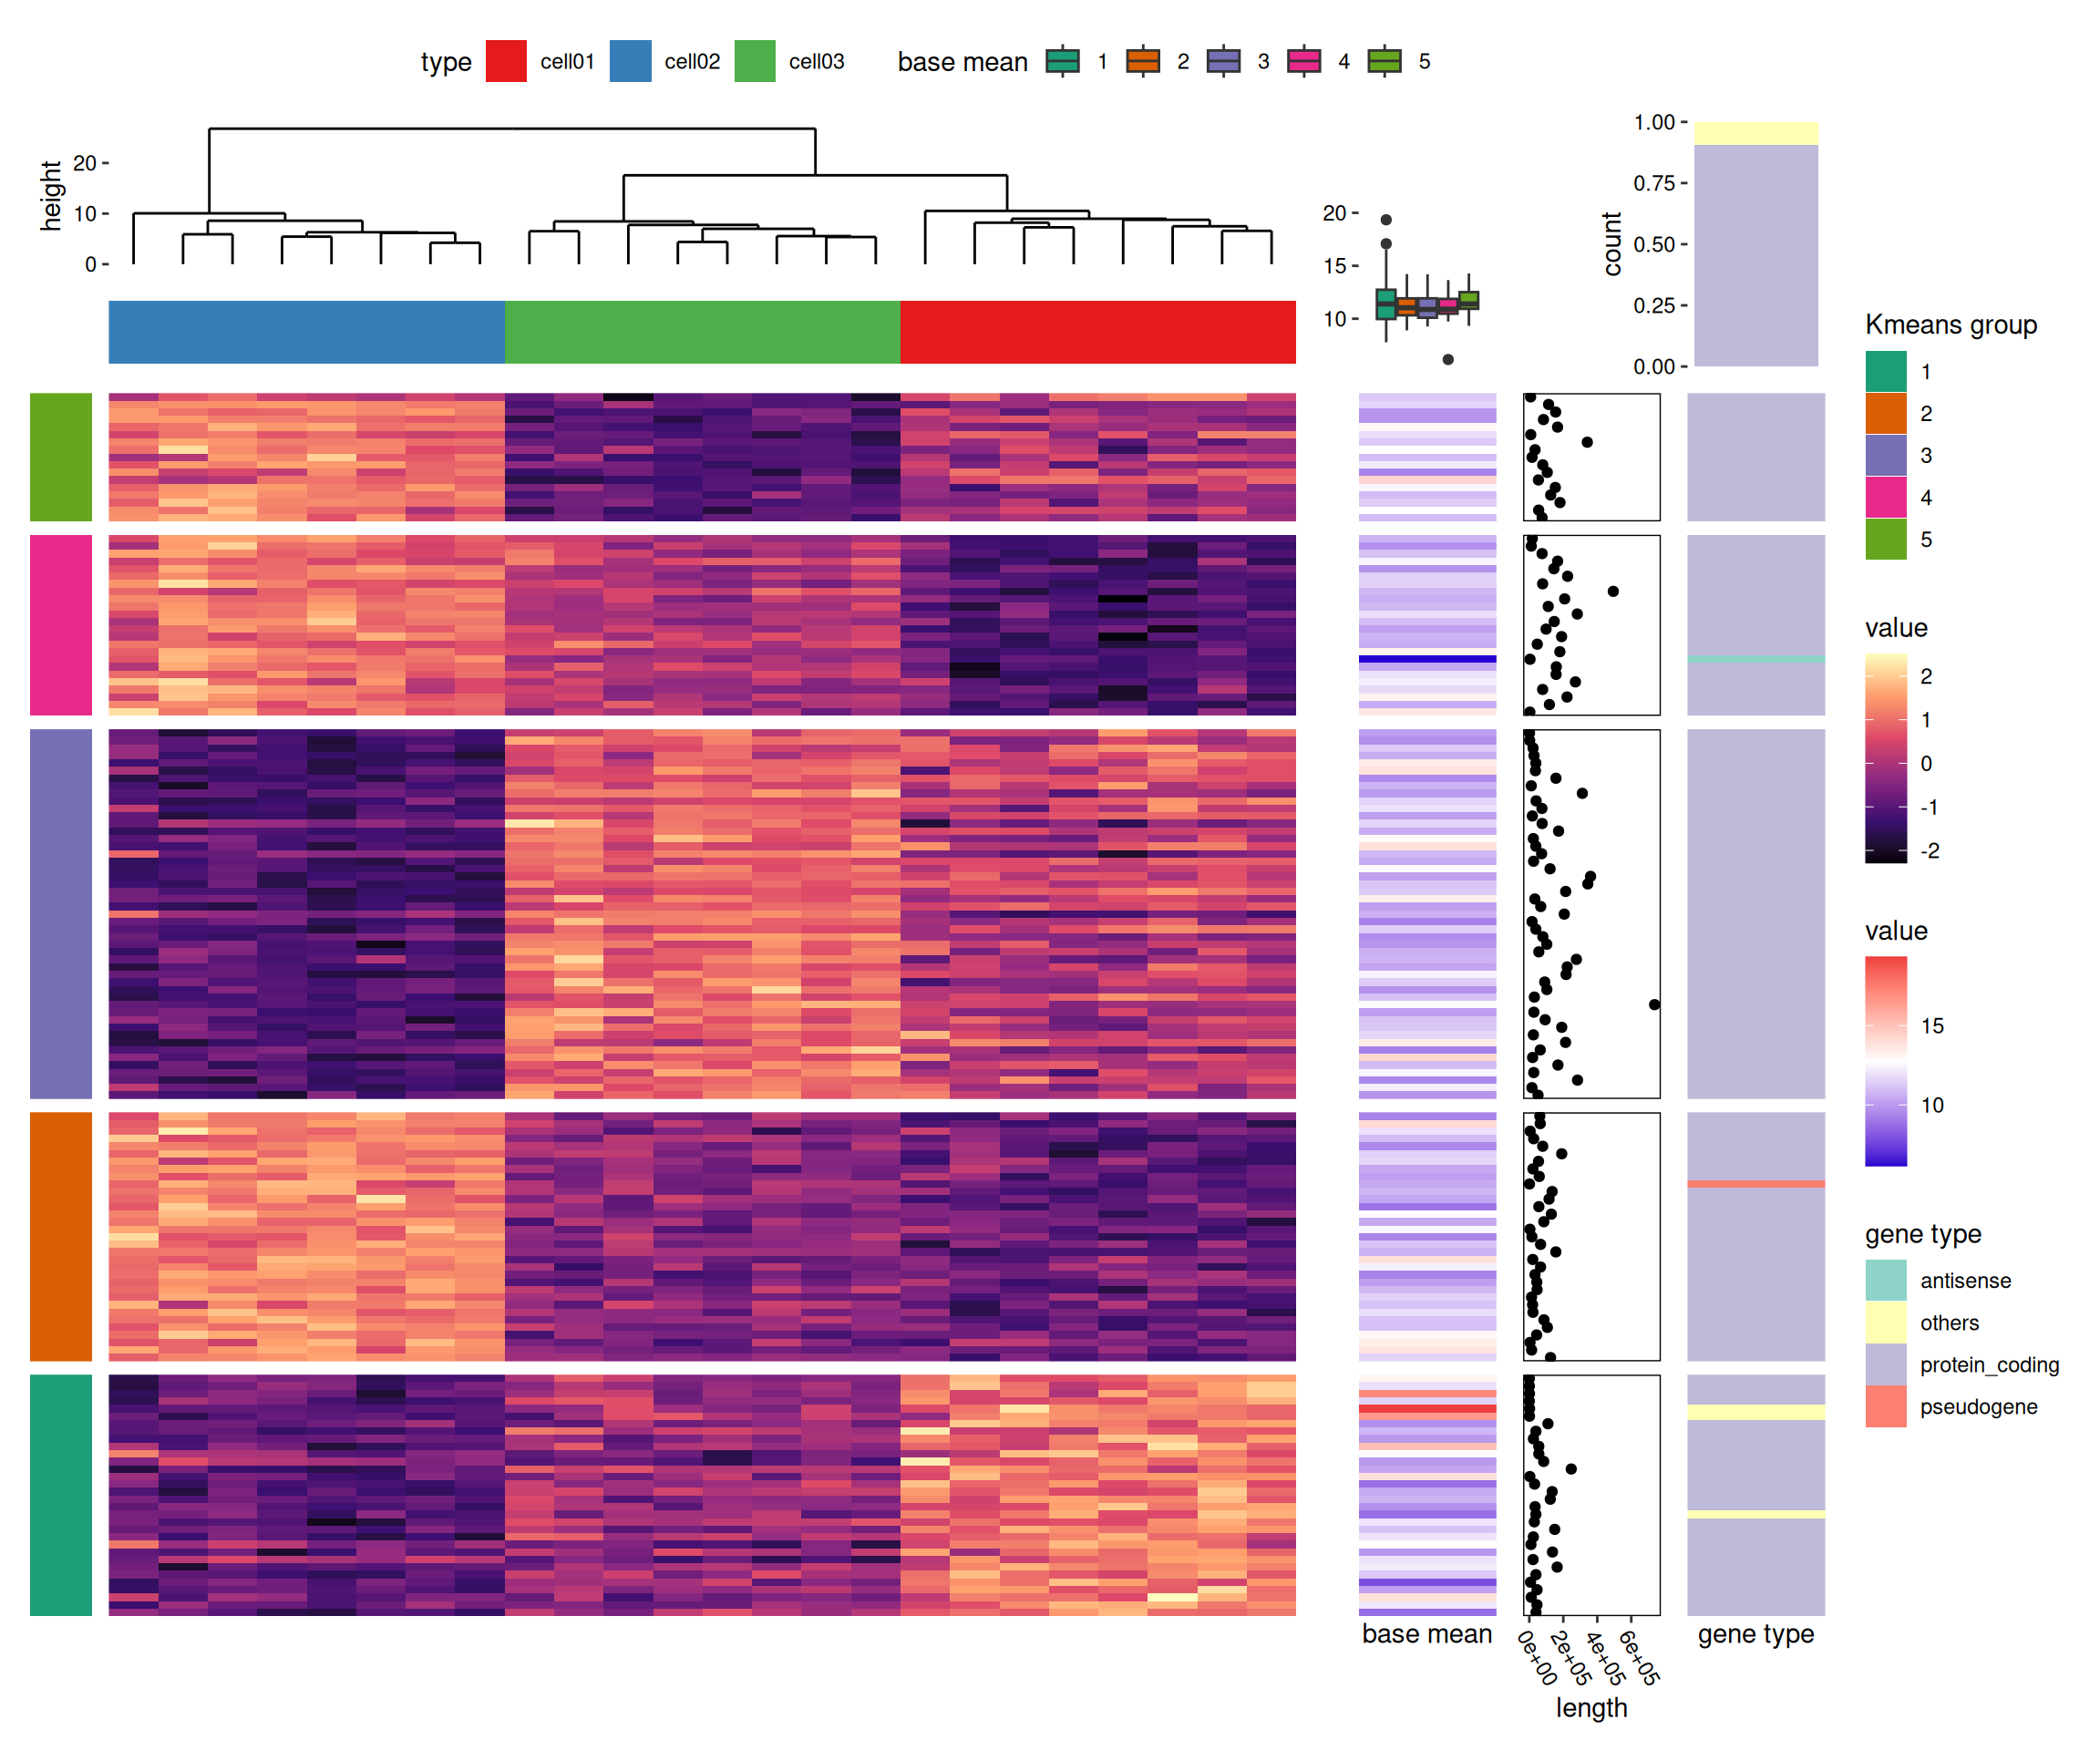 type cell01 cell02 cell03 base mean 1 2 3 4 5
height
20
10
0
20
15
10
count
1.00
0.75
0.50
0.25
0.00
Kmeans group
1
2
3
4
5
value
2
1
0
-1
-2
value
15
10
gene type
antisense
others
protein_coding
pseudogene
base mean
0e+00
2e+05
4e+05
6e+05
length
gene type